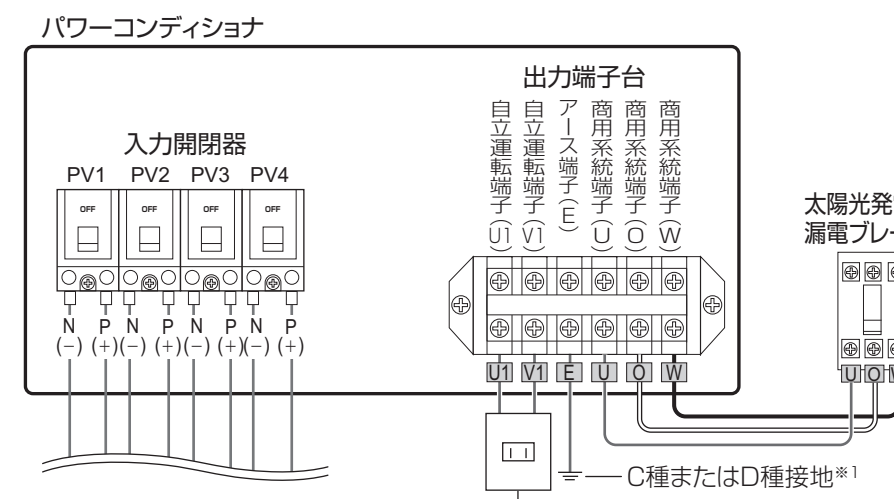 パワーコンディショナ
入力開閉器
PV1 PV2 PV3 PV4
OFF OFF OFF OFF
N P N P N P N P
(−) (+) (−) (+) (−) (+) (−) (+)
出力端子台
自立運転端子(U1)
自立運転端子(V1)
アース端子(E)
商用系統端子(U)
商用系統端子(O)
商用系統端子(W)
U1 V1 E U O W
C種またはD種接地※1
太陽光発
漏電ブレー
U O